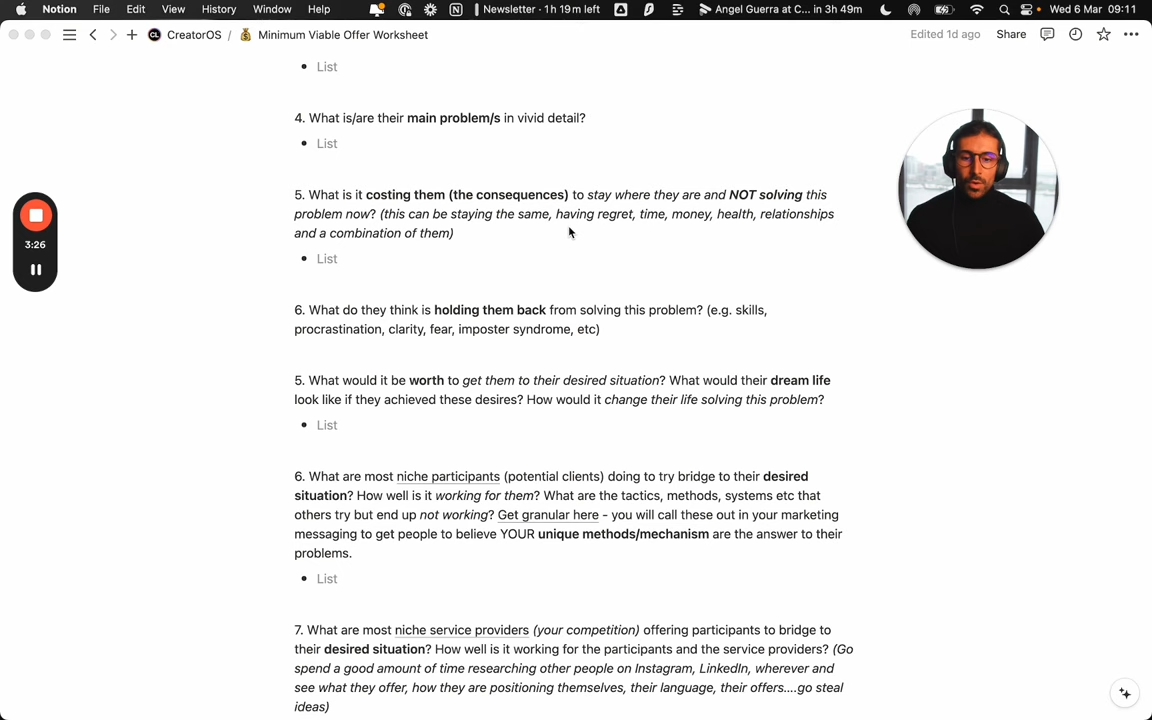 Notion File Edit View History Window Help Newsletter · 1 h 19 m left Angel Guerra at C... in 3h 49m Wed 6 Mar 09:11
CreatorOS / Minimum Viable Offer Worksheet Edited 1d ago Share
List
4. What is/are their main problem/s in vivid detail?
List
5. What is it costing them (the consequences) to stay where they are and NOT solving this
problem now? (this can be staying the same, having regret, time, money, health, relationships
and a combination of them)
List
3:26
6. What do they think is holding them back from solving this problem? (e.g. skills,
procrastination, clarity, fear, imposter syndrome, etc)
5. What would it be worth to get them to their desired situation? What would their dream life
look like if they achieved these desires? How would it change their life solving this problem?
List
6. What are most niche participants (potential clients) doing to try bridge to their desired
situation? How well is it working for them? What are the tactics, methods, systems etc that
others try but end up not working? Get granular here - you will call these out in your marketing
messaging to get people to believe YOUR unique methods/mechanism are the answer to their
problems.
List
7. What are most niche service providers (your competition) offering participants to bridge to
their desired situation? How well is it working for the participants and the service providers? (Go
spend a good amount of time researching other people on Instagram, LinkedIn, wherever and
see what they offer, how they are positioning themselves, their language, their offers....go steal
ideas)